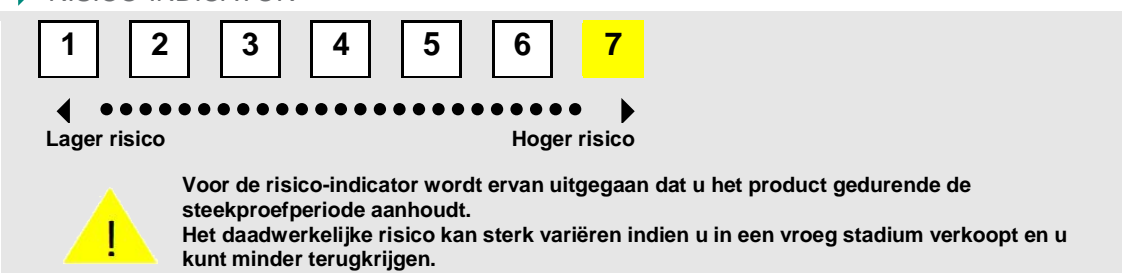 RISICO-INDICATOR
1 2 3 4 5 6 7
Lager risico Hoger risico
Voor de risico-indicator wordt ervan uitgegaan dat u het product gedurende de
steekproefperiode aanhoudt.
! Het daadwerkelijke risico kan sterk variëren indien u in een vroeg stadium verkoopt en u
kunt minder terugkrijgen.